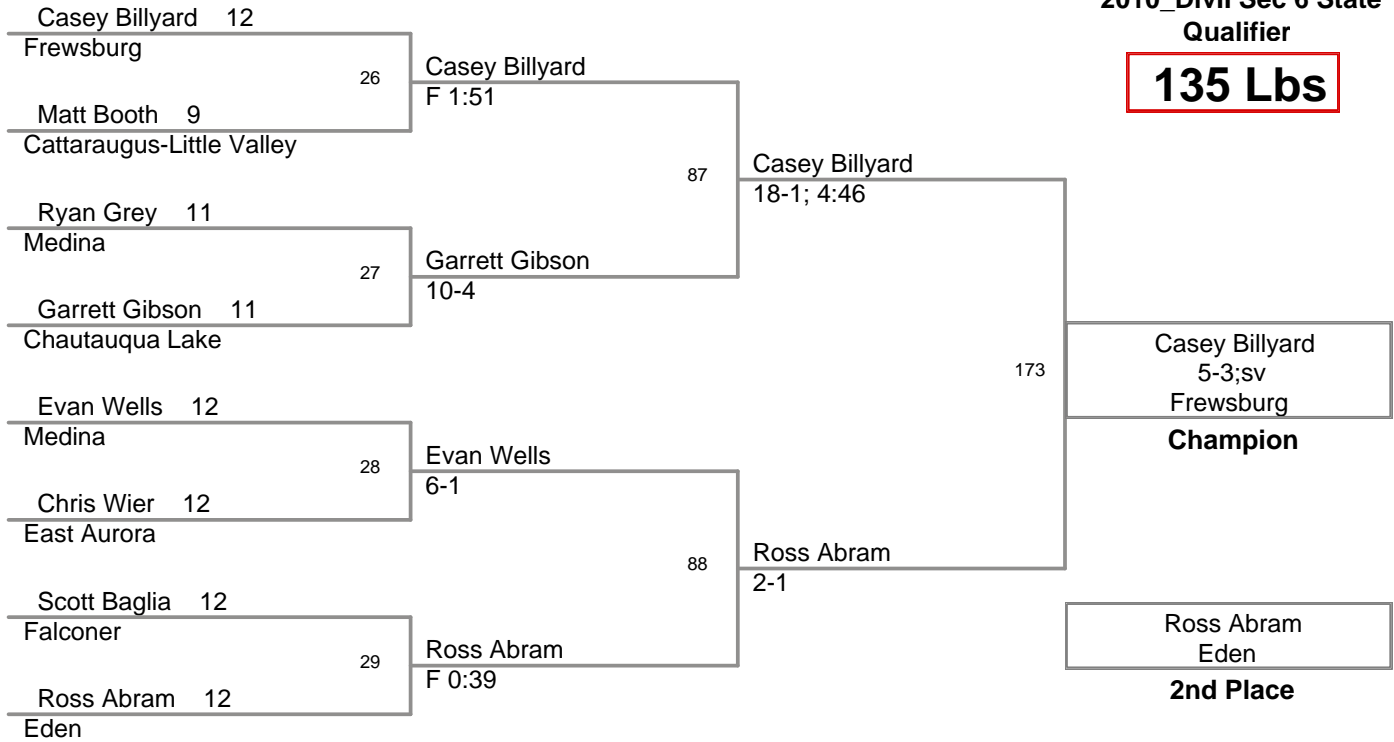 2010_DivII Sec 6 State
Qualifier
135 Lbs
Casey Billyard 12
Frewsburg
26
Matt Booth 9
Cattaraugus-Little Valley
Casey Billyard
F 1:51
Ryan Grey 11
Medina
27
Garrett Gibson 11
Chautauqua Lake
Garrett Gibson
10-4
87
Casey Billyard
18-1; 4:46
Evan Wells 12
Medina
28
Chris Wier 12
East Aurora
Evan Wells
6-1
Scott Baglia 12
Falconer
29
Ross Abram 12
Eden
Ross Abram
F 0:39
88
Ross Abram
2-1
173
Casey Billyard
5-3;sv
Frewsburg
Champion
Ross Abram
Eden
2nd Place